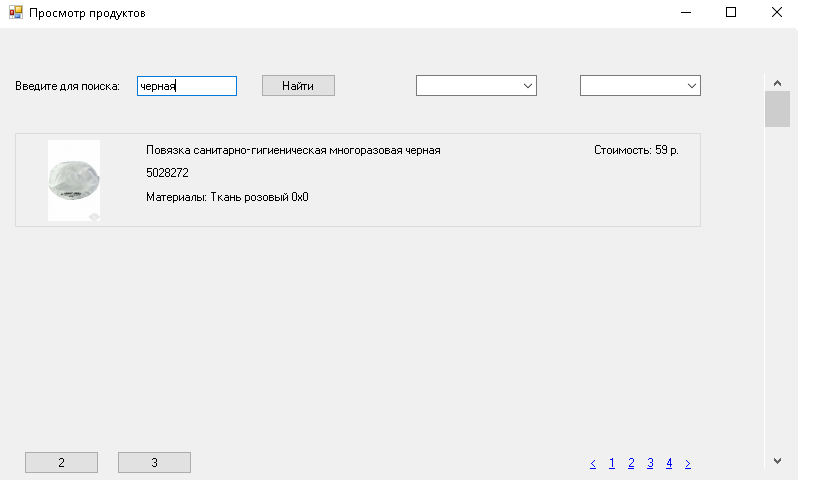 Просмотр продуктов
Введите для поиска: черная Найти
Повязка санитарно-гигиеническая многоразовая черная Стоимость: 59 р.
5028272
Материалы: Ткань розовый 0x0
2 3 < 1 2 3 4 >